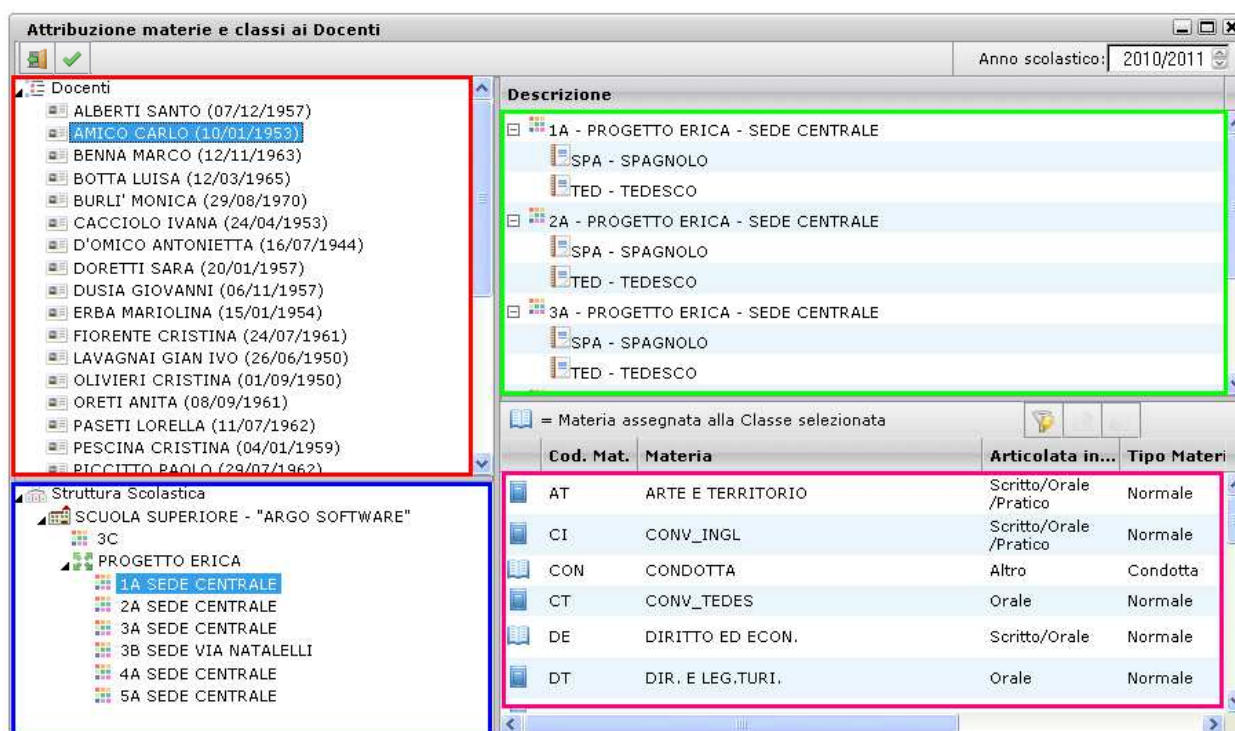 Attribuzione materie e classi ai Docenti
Anno scolastico: 2010/2011
Docenti
ALBERTI SANTO (07/12/1957)
AMICO CARLO (10/01/1953)
BENNA MARCO (12/11/1963)
BOTTA LUISA (12/03/1965)
BURLI' MONICA (29/08/1970)
CACCIOLO IVANA (24/04/1953)
D'OMICO ANTONIETTA (16/07/1944)
DORETTI SARA (20/01/1957)
DUSIA GIOVANNI (06/11/1957)
ERBA MARIOLINA (15/01/1954)
FIORENTE CRISTINA (24/07/1961)
LAVAGNAI GIAN IVO (26/06/1950)
OLIVIERI CRISTINA (01/09/1950)
ORETI ANITA (08/09/1961)
PASETI LORELLA (11/07/1962)
PESCINA CRISTINA (04/01/1959)
PICCITTO PAOLO (29/07/1962)
Struttura Scolastica
SCUOLA SUPERIORE - "ARGO SOFTWARE"
3C
PROGETTO ERICA
1A SEDE CENTRALE
2A SEDE CENTRALE
3A SEDE CENTRALE
3B SEDE VIA NATALELLI
4A SEDE CENTRALE
5A SEDE CENTRALE
Descrizione
1A - PROGETTO ERICA - SEDE CENTRALE
SPA - SPAGNOLO
TED - TEDESCO
2A - PROGETTO ERICA - SEDE CENTRALE
SPA - SPAGNOLO
TED - TEDESCO
3A - PROGETTO ERICA - SEDE CENTRALE
SPA - SPAGNOLO
TED - TEDESCO
= Materia assegnata alla Classe selezionata
Cod. Mat. Materia Articolata in... Tipo Materi
AT ARTE E TERRITORIO Scritto/Orale/Pratico Normale
CI CONV_INGL Scritto/Orale/Pratico Normale
CON CONDOTTA Altro Condotta
CT CONV_TEDES Orale Normale
DE DIRITTO ED ECON. Scritto/Orale Normale
DT DIR. E LEG.TURI. Orale Normale